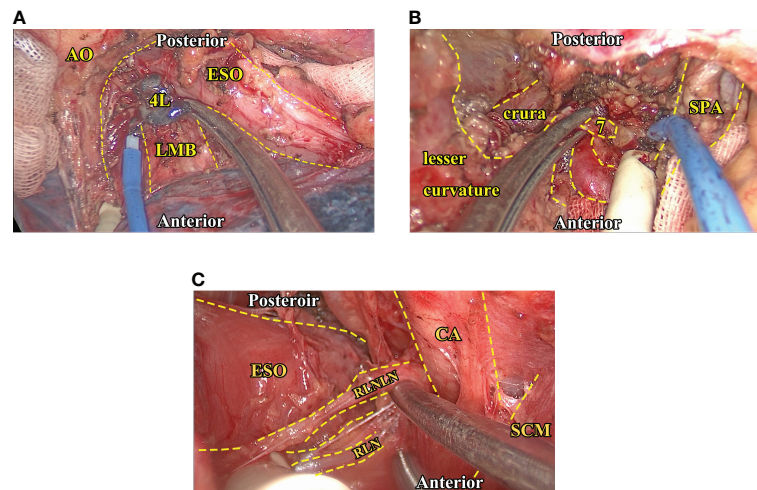 A
Posterior
AO
ESO
4L
LMB
Anterior
B
Posterior
crura
7
SPA
lesser
curvature
Anterior
C
Posteroir
CA
ESO
RLNLN
RLN
SCM
Anterior